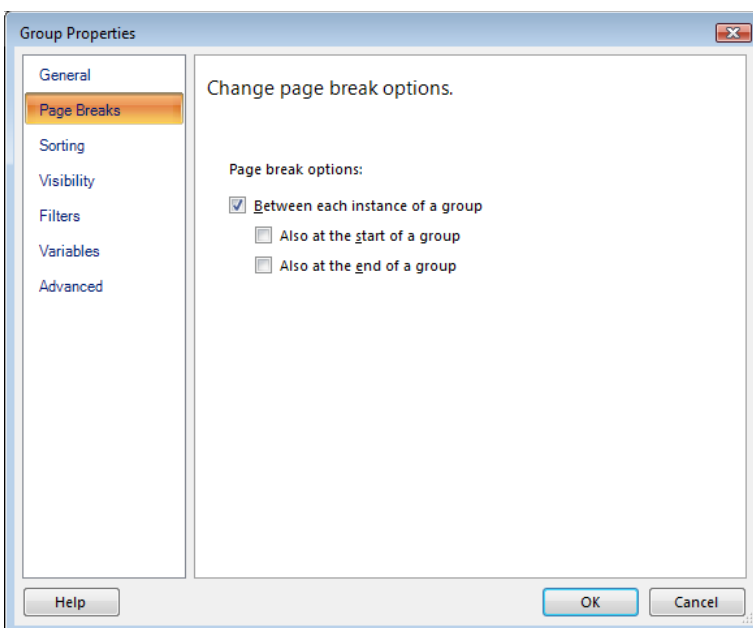 Group Properties
General
Page Breaks
Sorting
Visibility
Filters
Variables
Advanced
Change page break options.
Page break options:
Between each instance of a group
Also at the start of a group
Also at the end of a group
Help
OK
Cancel